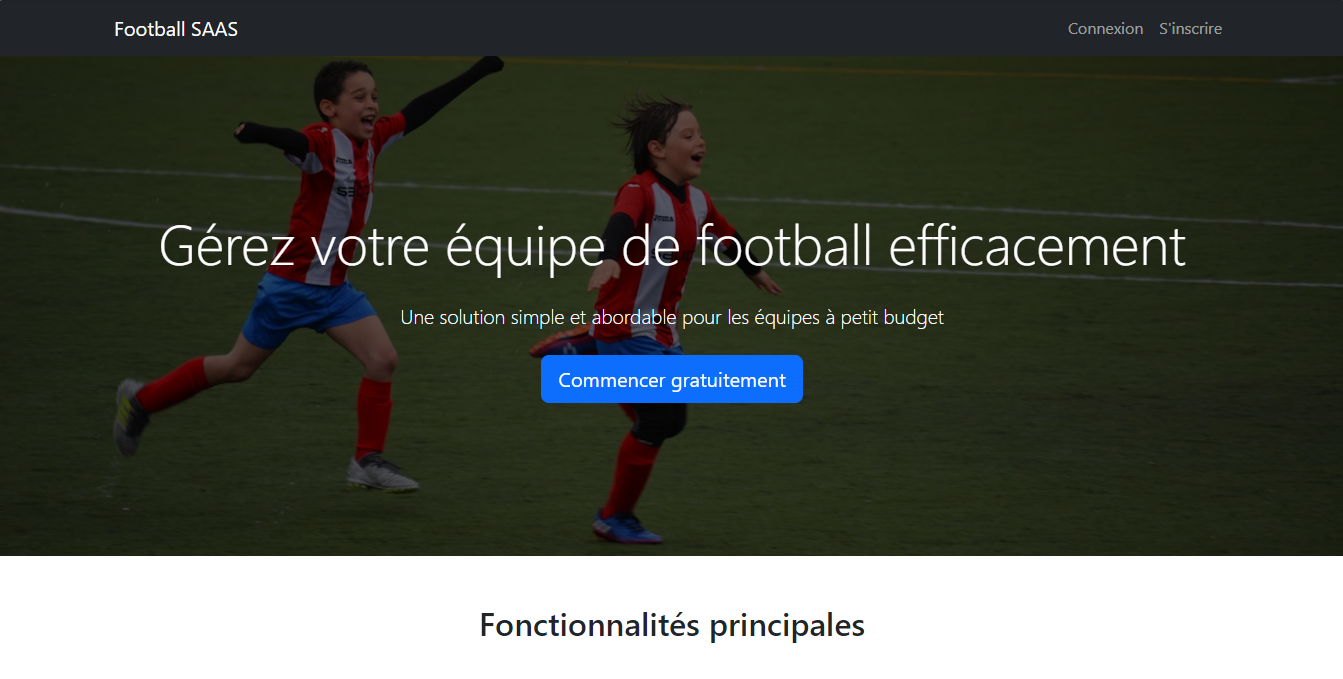 Football SAAS
Connexion S'inscrire
Gérez votre équipe de football efficacement
Une solution simple et abordable pour les équipes à petit budget
Commencer gratuitement
Fonctionnalités principales